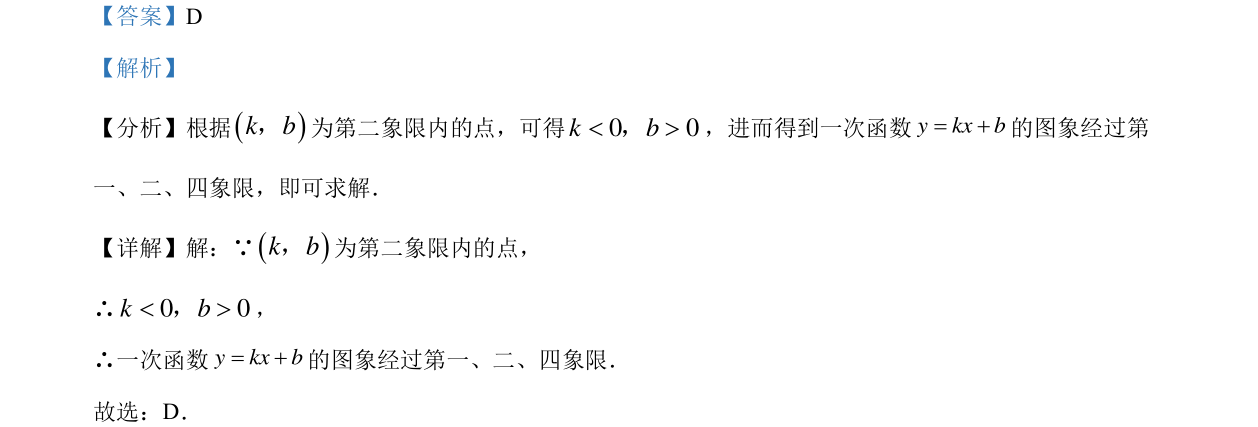 【答案】D
【解析】
【分析】根据(k，b)为第二象限内的点，可得k<0，b>0，进而得到一次函数y=kx+b的图象经过第
一、二、四象限，即可求解．
【详解】解：∵(k，b)为第二象限内的点，
∴k<0，b>0，
∴一次函数y=kx+b的图象经过第一、二、四象限．
故选：D．